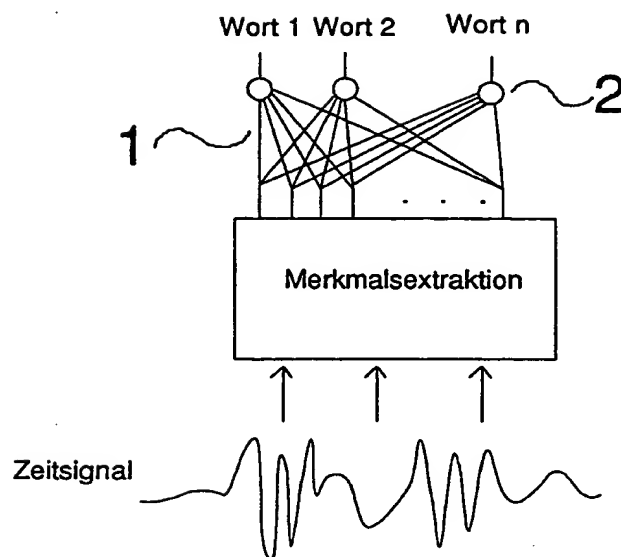 Wort 1 Wort 2 Wort n
1
2
. . .
Merkmalsextraktion
Zeitsignal